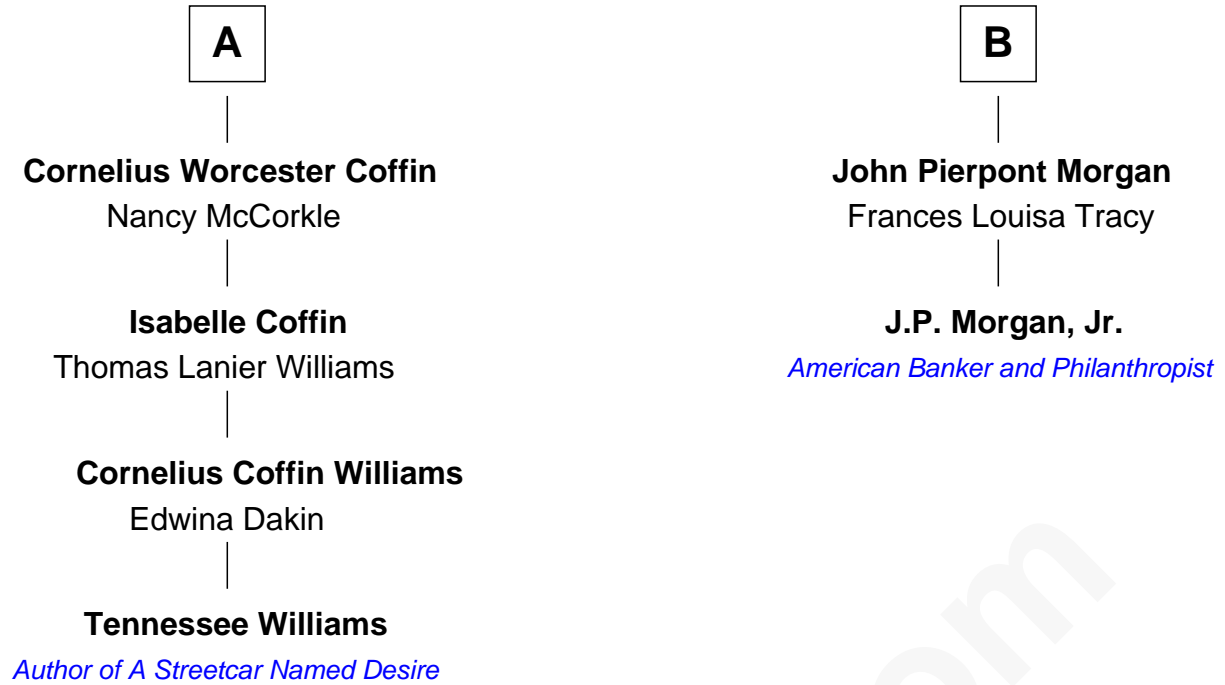 A
Cornelius Worcester Coffin
Nancy McCorkle
Isabelle Coffin
Thomas Lanier Williams
Cornelius Coffin Williams
Edwina Dakin
Tennessee Williams
Author of A Streetcar Named Desire
B
John Pierpont Morgan
Frances Louisa Tracy
J.P. Morgan, Jr.
American Banker and Philanthropist
om